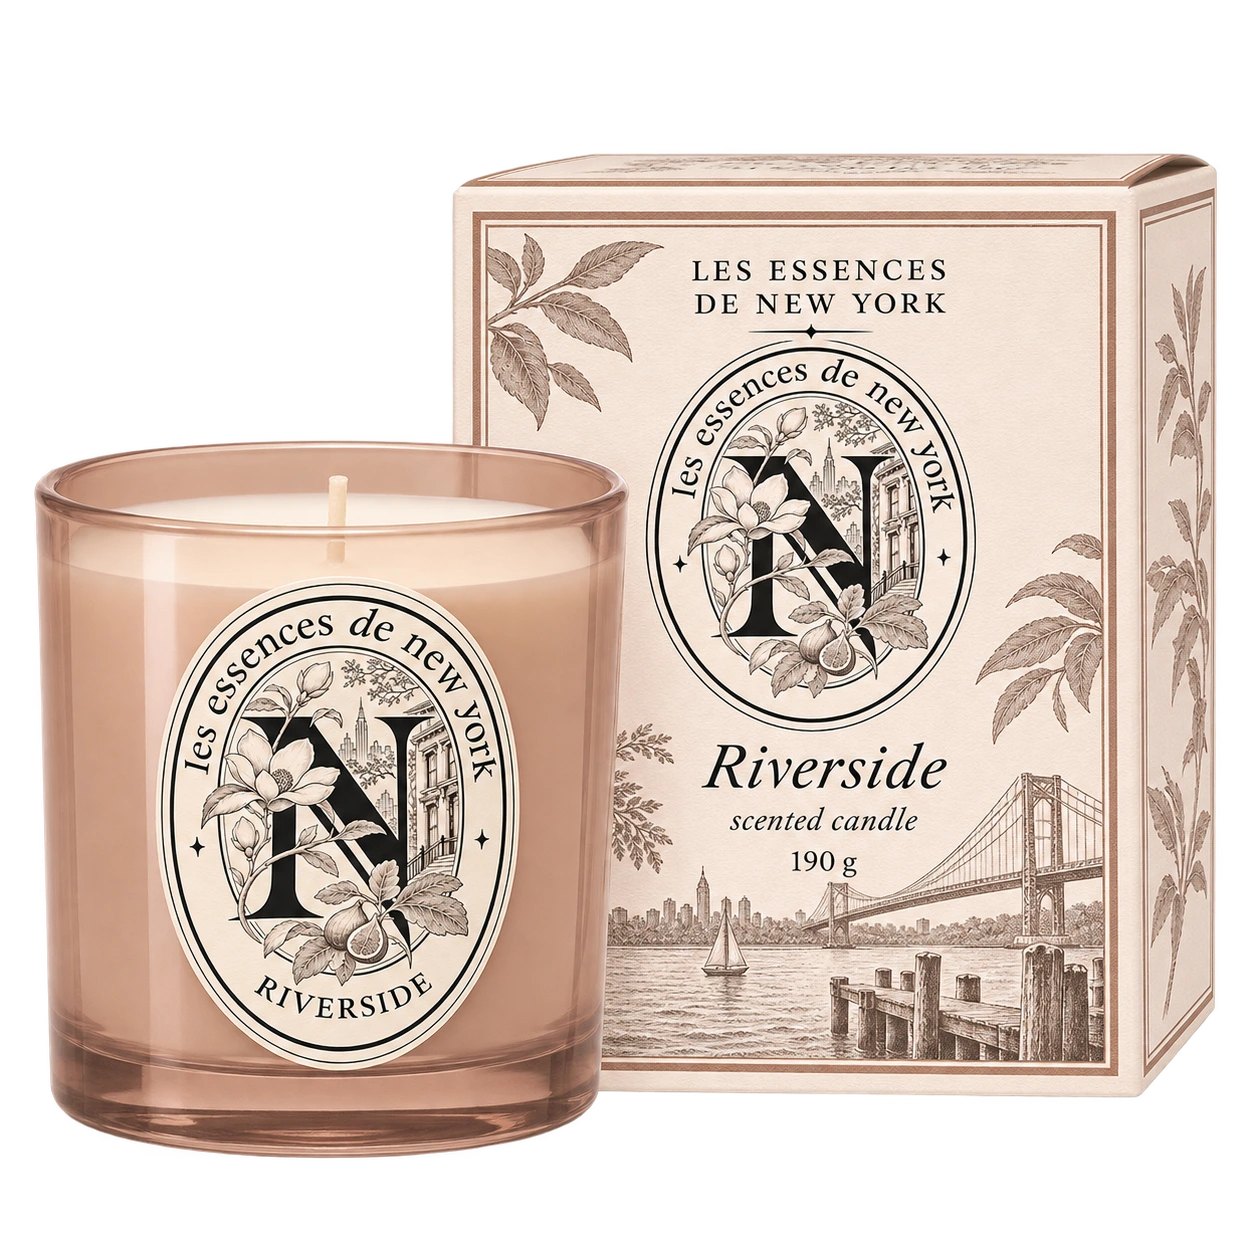 LES ESSENCES
DE NEW YORK
les essences de new york
N
Riverside
scented candle
190 g
les essences de new york
N
RIVERSIDE